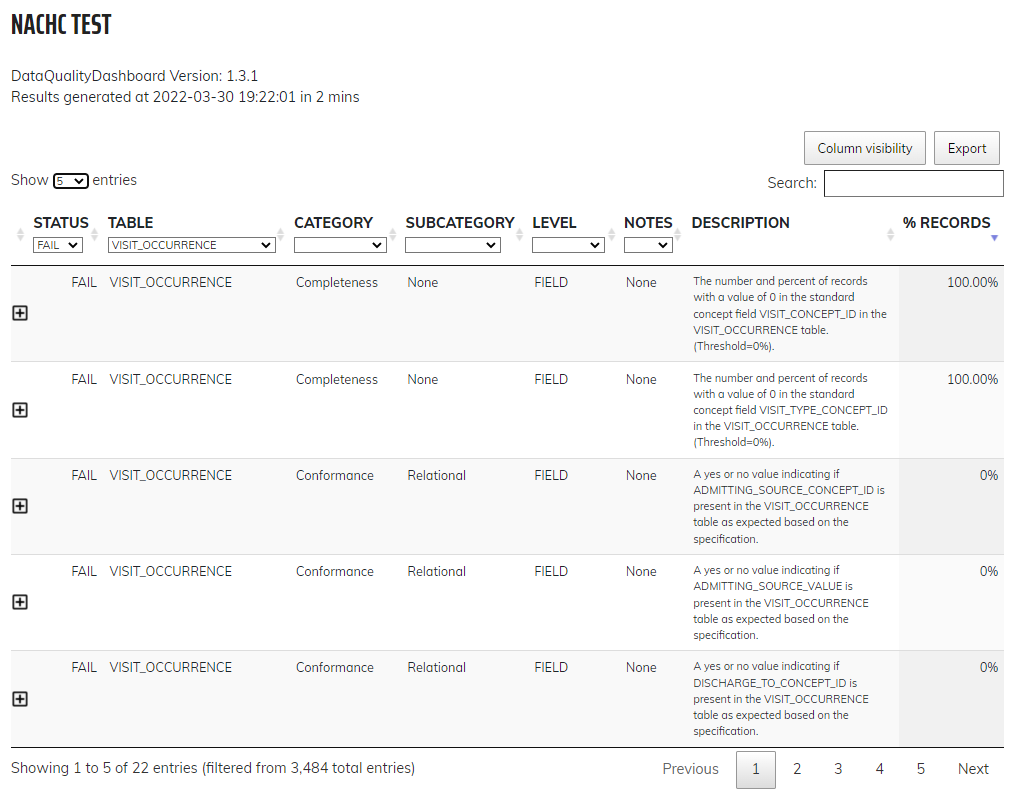 NACHC TEST
DataQualityDashboard Version: 1.3.1
Results generated at 2022-03-30 19:22:01 in 2 mins
Column visibility Export
Show 5 entries
Search:
STATUS TABLE CATEGORY SUBCATEGORY LEVEL NOTES DESCRIPTION % RECORDS
FAIL VISIT_OCCURRENCE
FAIL VISIT_OCCURRENCE Completeness None FIELD None The number and percent of records 100.00%
with a value of 0 in the standard
concept field VISIT_CONCEPT_ID in the
VISIT_OCCURRENCE table.
(Threshold=0%).
FAIL VISIT_OCCURRENCE Completeness None FIELD None The number and percent of records 100.00%
with a value of 0 in the standard
concept field VISIT_TYPE_CONCEPT_ID
in the VISIT_OCCURRENCE table.
(Threshold=0%).
FAIL VISIT_OCCURRENCE Conformance Relational FIELD None A yes or no value indicating if 0%
ADMITTING_SOURCE_CONCEPT_ID is
present in the VISIT_OCCURRENCE
table as expected based on the
specification.
FAIL VISIT_OCCURRENCE Conformance Relational FIELD None A yes or no value indicating if 0%
ADMITTING_SOURCE_VALUE is
present in the VISIT_OCCURRENCE
table as expected based on the
specification.
FAIL VISIT_OCCURRENCE Conformance Relational FIELD None A yes or no value indicating if 0%
DISCHARGE_TO_CONCEPT_ID is
present in the VISIT_OCCURRENCE
table as expected based on the
specification.
Showing 1 to 5 of 22 entries (filtered from 3,484 total entries)
Previous 1 2 3 4 5 Next